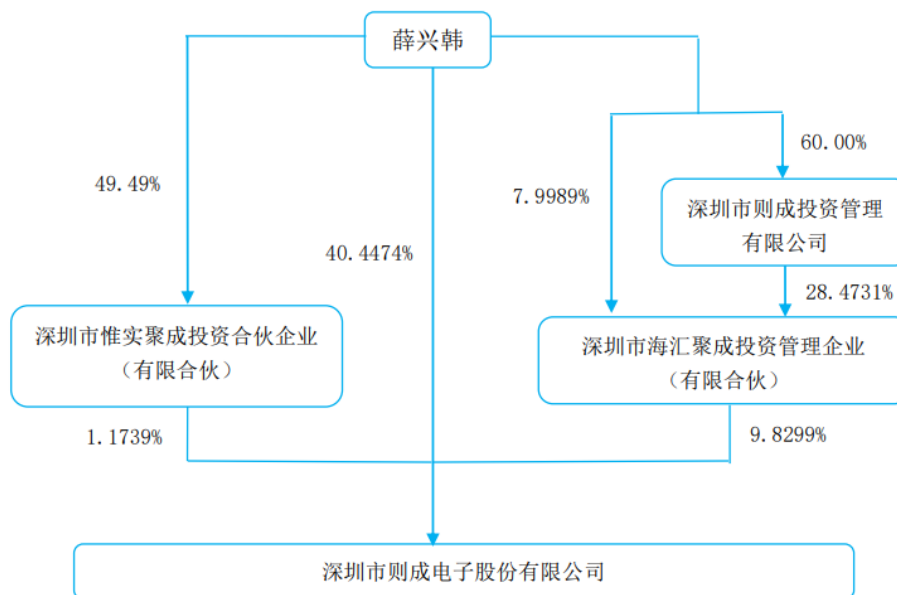 薛兴韩
60.00%
49.49%
7.9989%
深圳市则成投资管理
有限公司
40.4474%
28.4731%
深圳市惟实聚成投资合伙企业
（有限合伙）
深圳市海汇聚成投资管理企业
（有限合伙）
1.1739%
9.8299%
深圳市则成电子股份有限公司